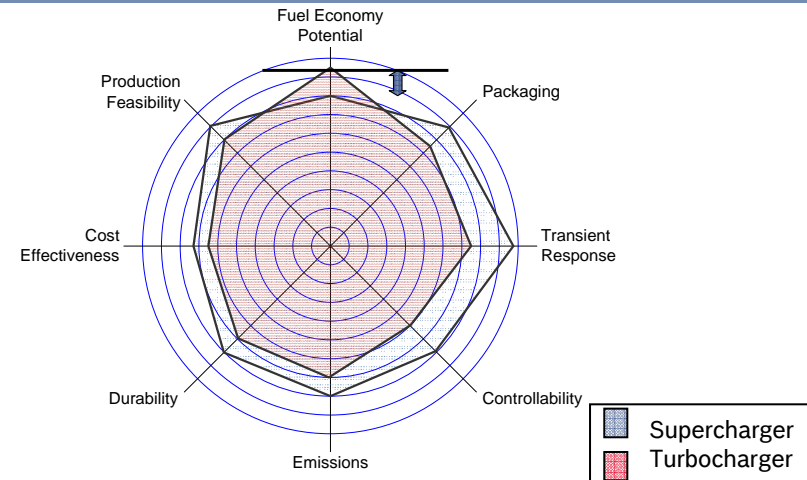 Fuel Economy
Potential
Production
Feasibility
Packaging
Cost
Effectiveness
Transient
Response
Durability
Controllability
Emissions
Supercharger
Turbocharger